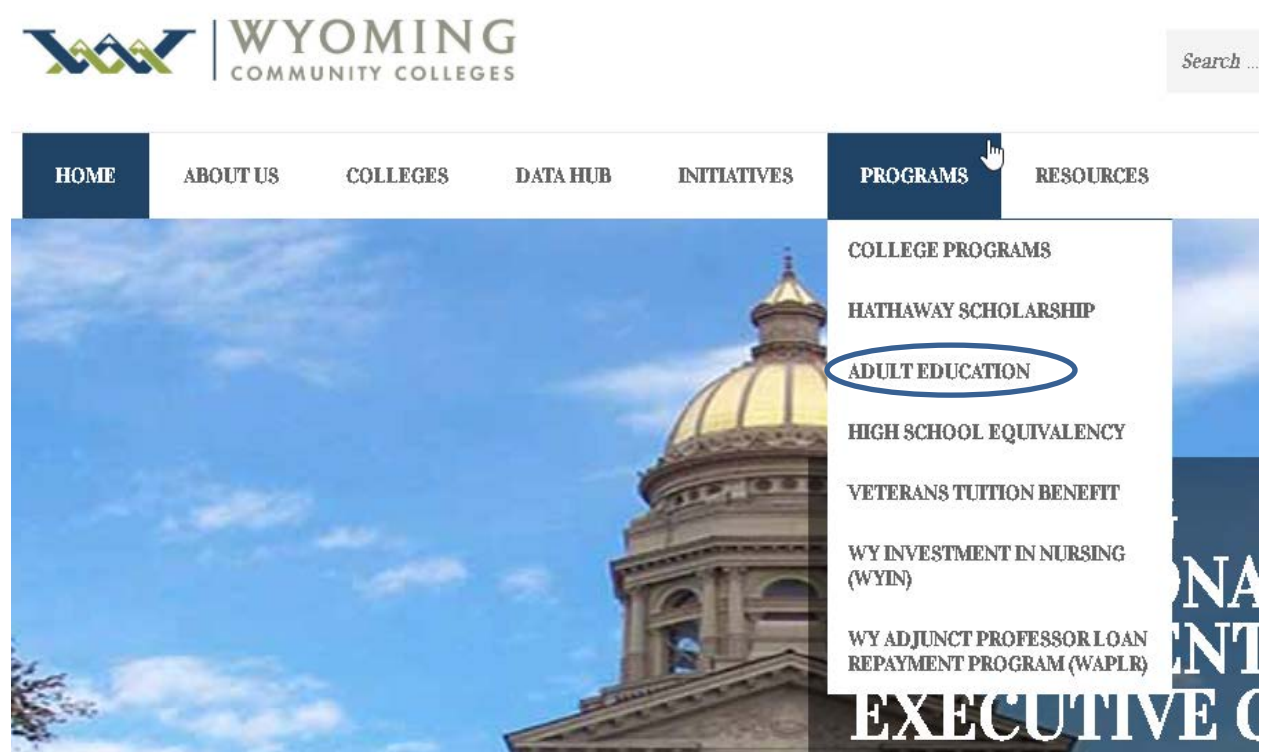 WYOMING
COMMUNITY COLLEGES
Search ...
HOME ABOUT US COLLEGES DATA HUB INITIATIVES PROGRAMS RESOURCES
COLLEGE PROGRAMS
HATHAWAY SCHOLARSHIP
ADULT EDUCATION
HIGH SCHOOL EQUIVALENCY
VETERANS TUITION BENEFIT
WY INVESTMENT IN NURSING
(WYIN)
WY ADJUNCT PROFESSOR LOAN
REPAYMENT PROGRAM (WAPLR)
EXECUTIVE